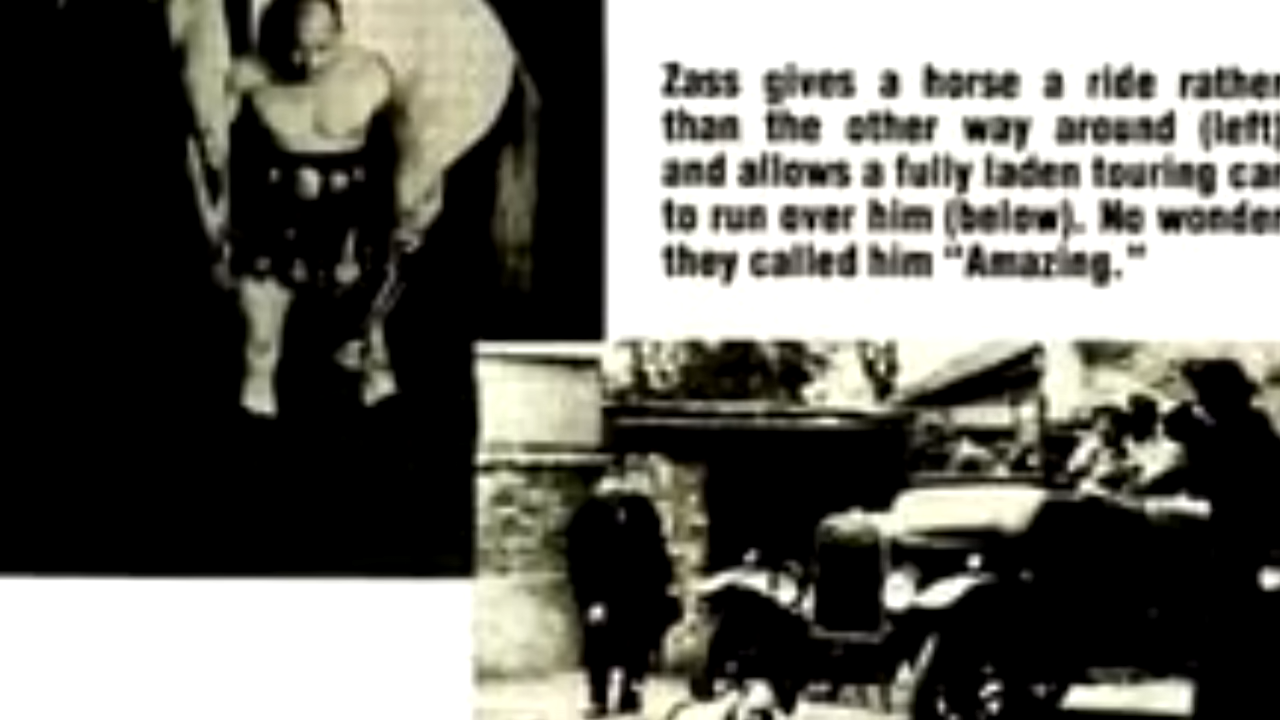 Zass gives a horse a ride rather
than the other way around (left)
and allows a fully laden touring car
to run over him (below). No wonder
they called him "Amazing."